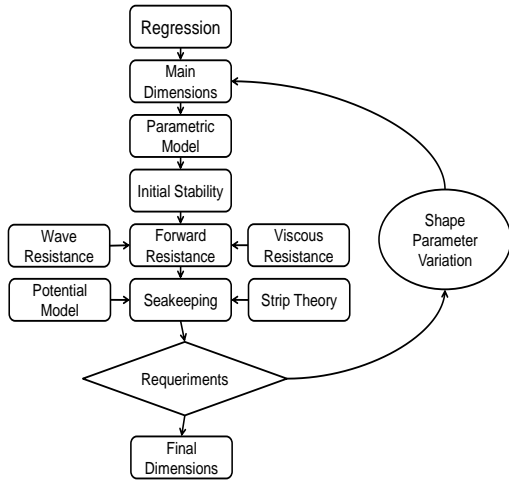 Regression
Main
Dimensions
Parametric
Model
Initial Stability
Wave
Resistance
Forward
Resistance
Viscous
Resistance
Shape
Parameter
Variation
Potential
Model
Seakeeping
Strip Theory
Requeriments
Final
Dimensions